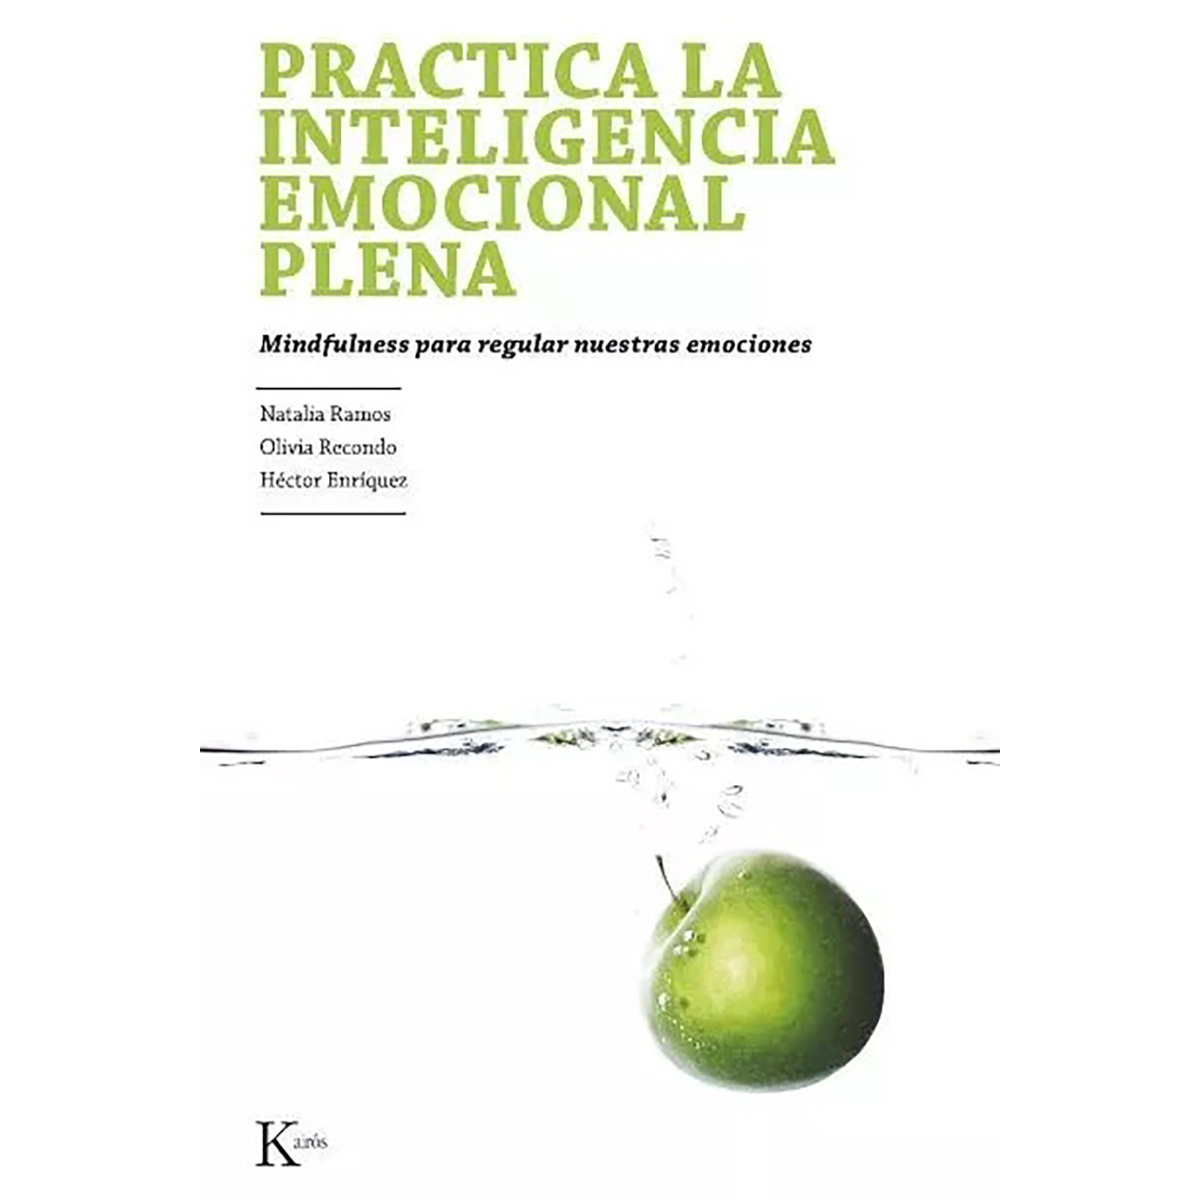 PRACTICA LA
INTELIGENCIA
EMOCIONAL
PLENA
Mindfulness para regular nuestras emociones
Natalia Ramos
Olivia Recondo
Héctor Enríquez
Kairós